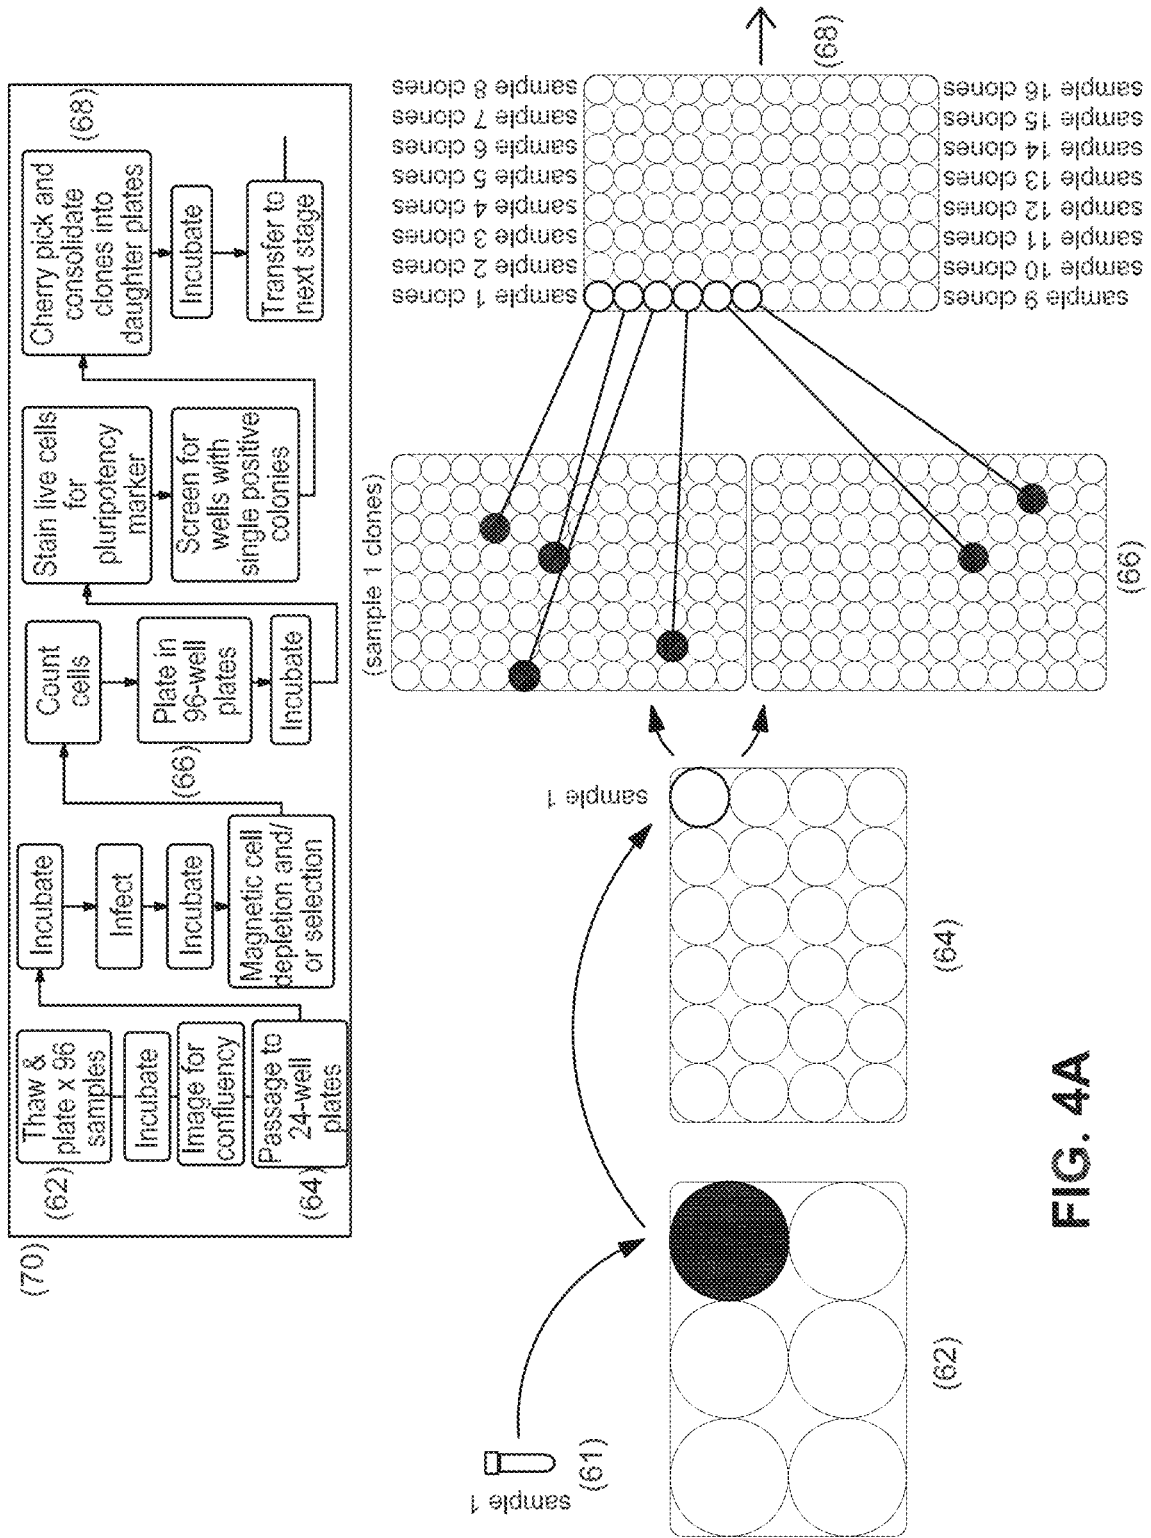 (70)
Thaw &
plate x 96
samples
(62)
Incubate
Image for
confluency
Passage to
24-well
plates
(64)
Incubate
Infect
Incubate
Magnetic cell
depletion and/
or selection
Count
cells
Plate in
96-well
plates
(66)
Incubate
Stain live cells
for
pluripotency
marker
Screen for
wells with
single positive
colonies
Cherry pick and
consolidate
clones into
daughter plates
(68)
Incubate
Transfer to
next stage
sample 1
(61)
(62)
sample 1
(64)
(sample 1 clones)
(66)
sample 1 clones
sample 2 clones
sample 3 clones
sample 4 clones
sample 5 clones
sample 6 clones
sample 7 clones
sample 8 clones
sample 9 clones
sample 10 clones
sample 11 clones
sample 12 clones
sample 13 clones
sample 14 clones
sample 15 clones
sample 16 clones
(68)
FIG. 4A